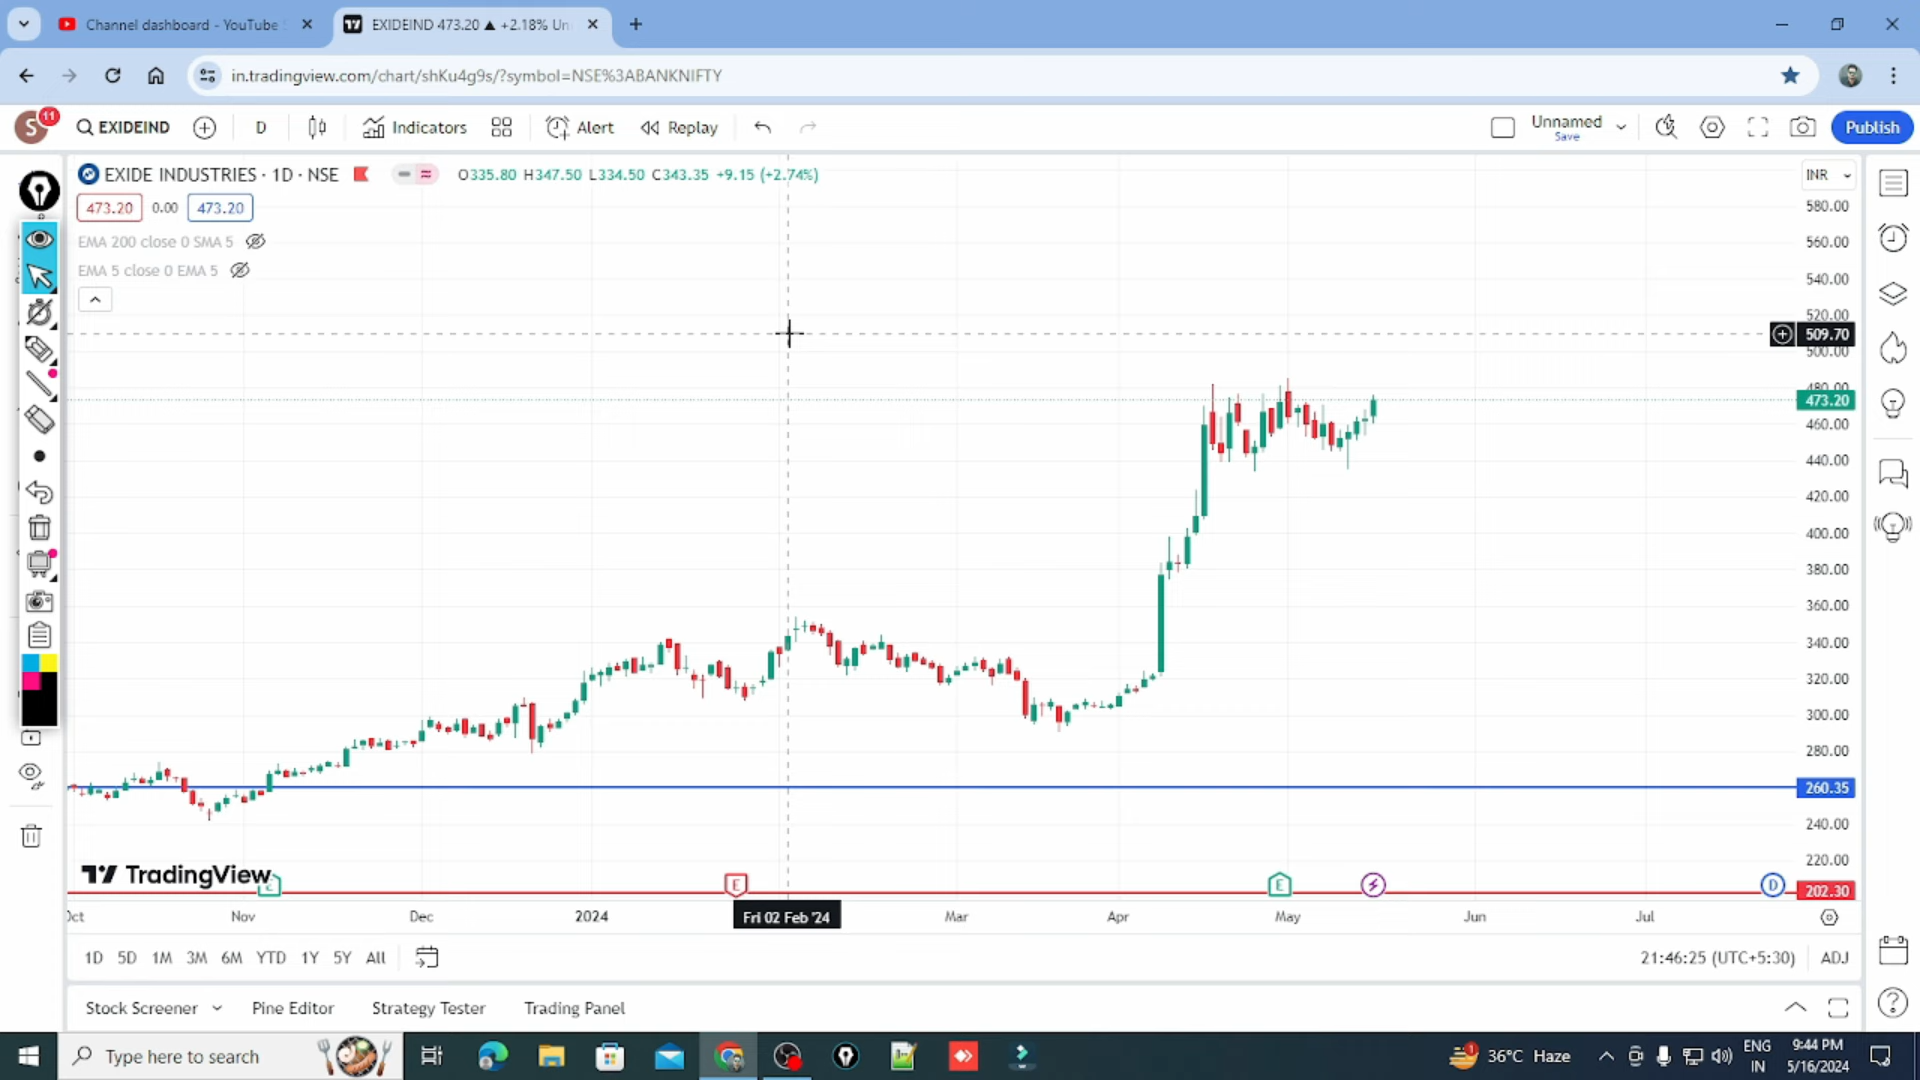 Channel dashboard - YouTube
EXIDEIND 473.20 ▲ +2.18% Un
in.tradingview.com/chart/shKu4g9s/?symbol=NSE%3ABANKNIFTY
S
11
EXIDEIND
D
Indicators
Alert
Replay
Unnamed
Save
Publish
EXIDE INDUSTRIES · 1D · NSE
O335.80 H347.50 L334.50 C343.35 +9.15 (+2.74%)
INR
473.20 0.00 473.20
EMA 200 close 0 SMA 5
EMA 5 close 0 EMA 5
580.00
560.00
540.00
520.00
509.70
500.00
480.00
473.20
460.00
440.00
420.00
400.00
380.00
360.00
340.00
320.00
300.00
280.00
260.35
240.00
220.00
202.30
TradingView
E
E
E
D
Oct
Nov
Dec
2024
Fri 02 Feb '24
Mar
Apr
May
Jun
Jul
1D 5D 1M 3M 6M YTD 1Y 5Y All
21:46:25 (UTC+5:30)
ADJ
Stock Screener
Pine Editor
Strategy Tester
Trading Panel
Type here to search
36°C Haze
ENG
IN
9:44 PM
5/16/2024